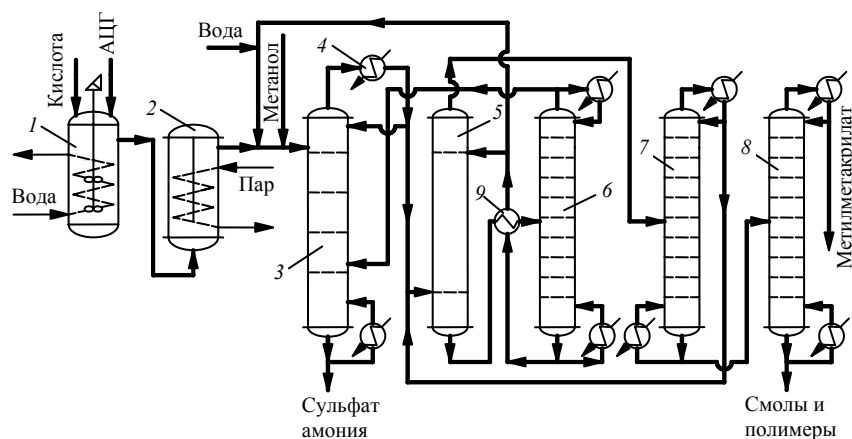 Вода
4
Кислота
АЦГ
Метанол
1
2
5
7
8
Пар
9
6
Вода
3
Метилметакрилат
Сульфат
амония
Смолы и
полимеры